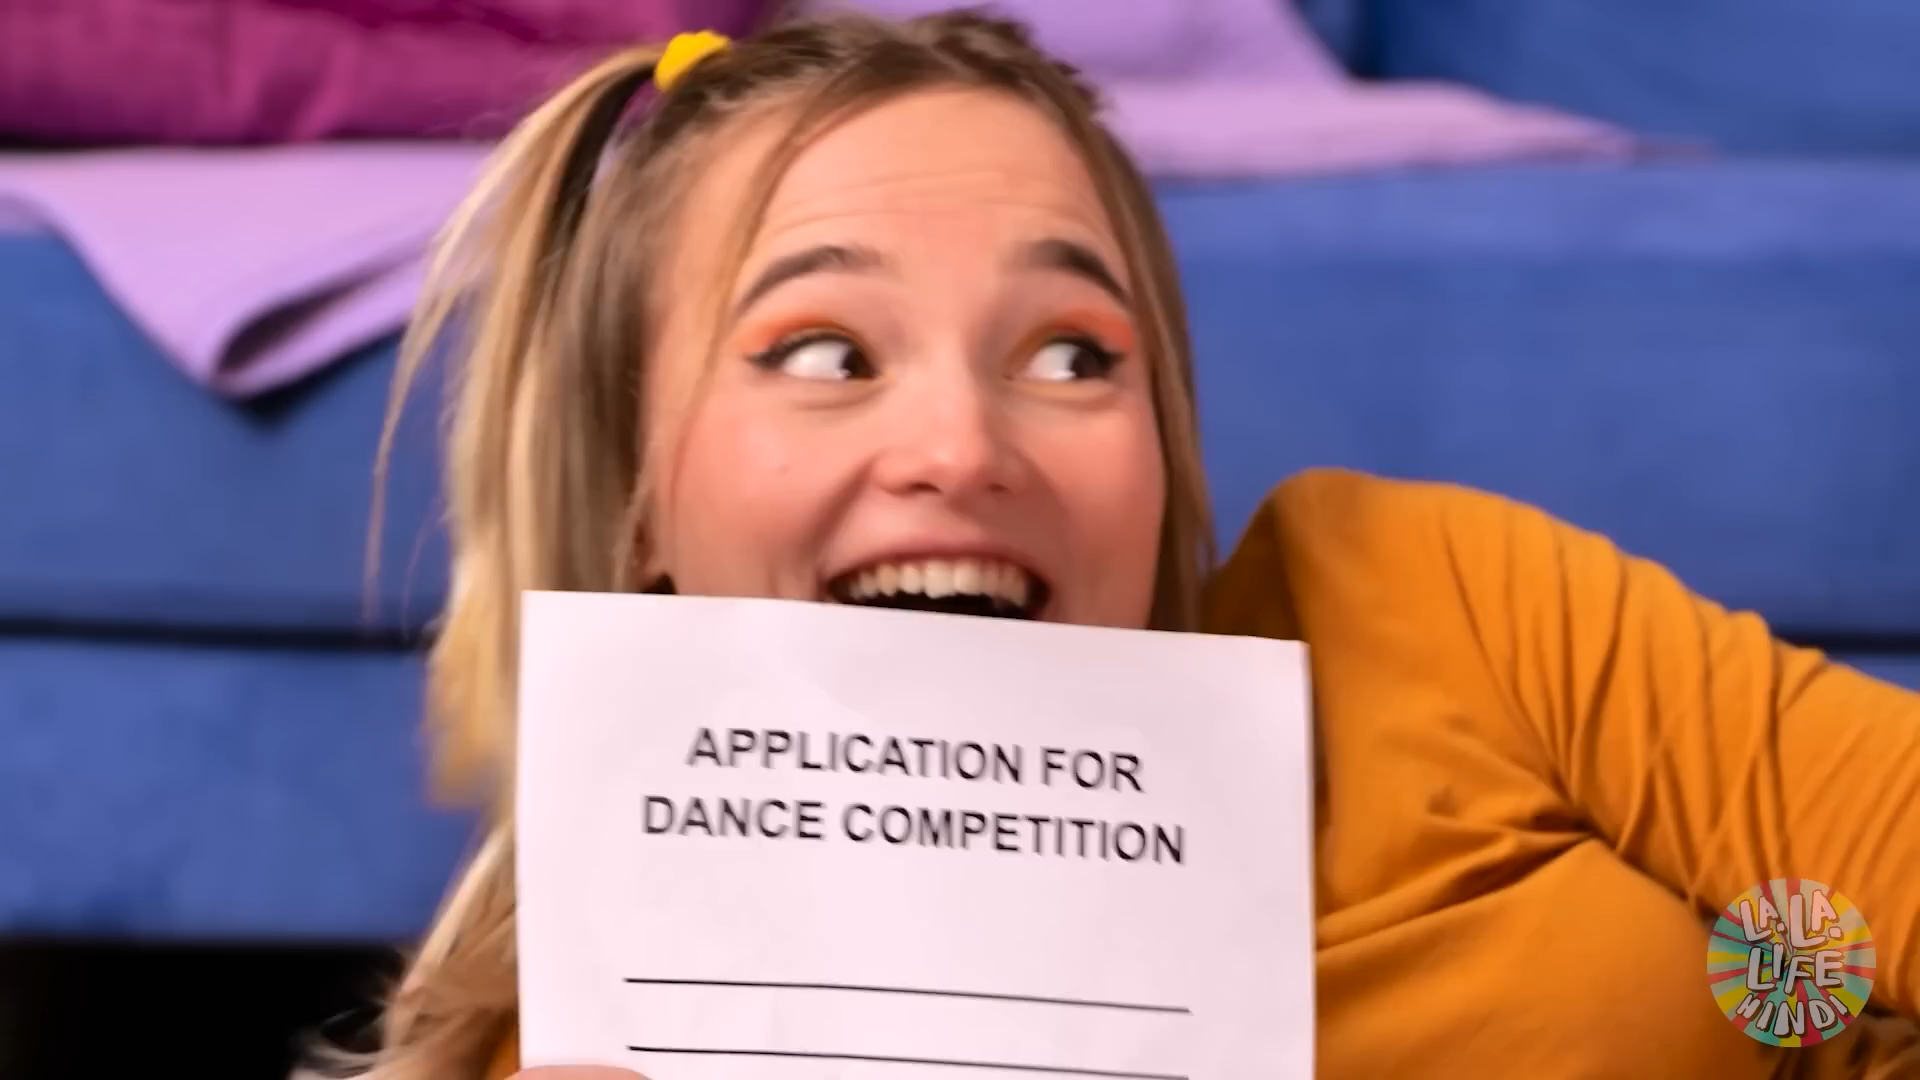 APPLICATION FOR
DANCE COMPETITION
LA.LA.
LIFE
HINDI